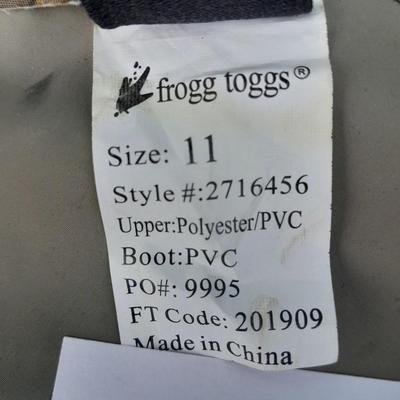 frogg toggs®
Size: 11
Style #:2716456
Upper:Polyester/PVC
Boot:PVC
PO#: 9995
FT Code: 201909
Made in China